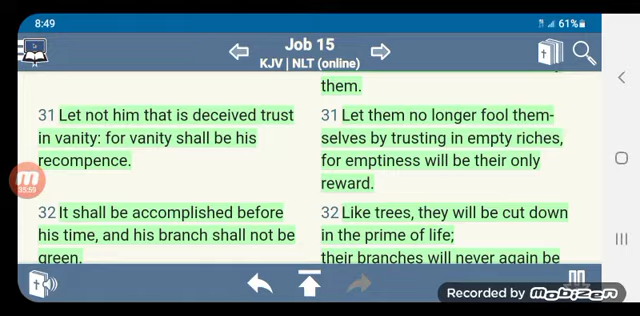 8:49
61%
Job 15
KJV | NLT (online)
them.
31 Let not him that is deceived trust
in vanity: for vanity shall be his
recompence.
31 Let them no longer fool them-
selves by trusting in empty riches,
for emptiness will be their only
reward.
32 It shall be accomplished before
his time, and his branch shall not be
green.
32 Like trees, they will be cut down
in the prime of life;
their branches will never again be
35:59
Recorded by mobizen